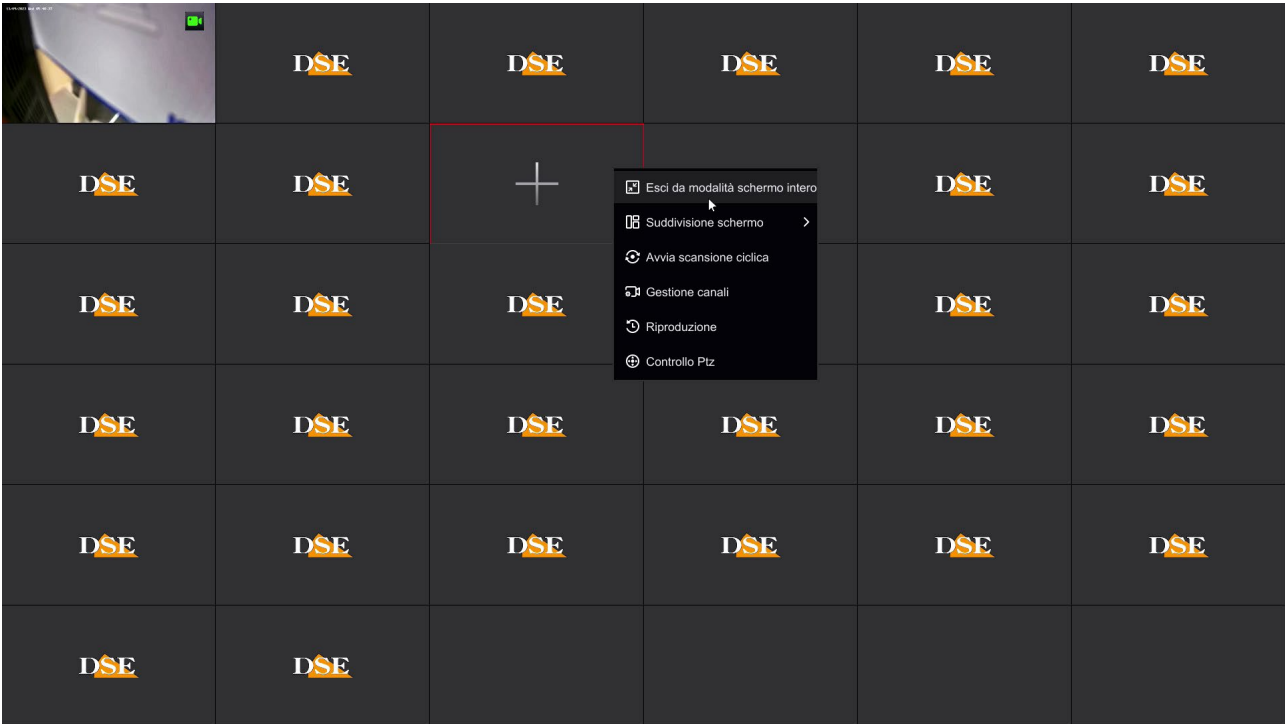 DSE DSE DSE DSE DSE
DSE DSE DSE DSE
Esci da modalità schermo intero
Suddivisione schermo
Avvia scansione ciclica
Gestione canali
Riproduzione
Controllo Ptz
DSE DSE DSE DSE DSE
DSE DSE DSE DSE DSE DSE
DSE DSE DSE DSE DSE DSE
DSE DSE